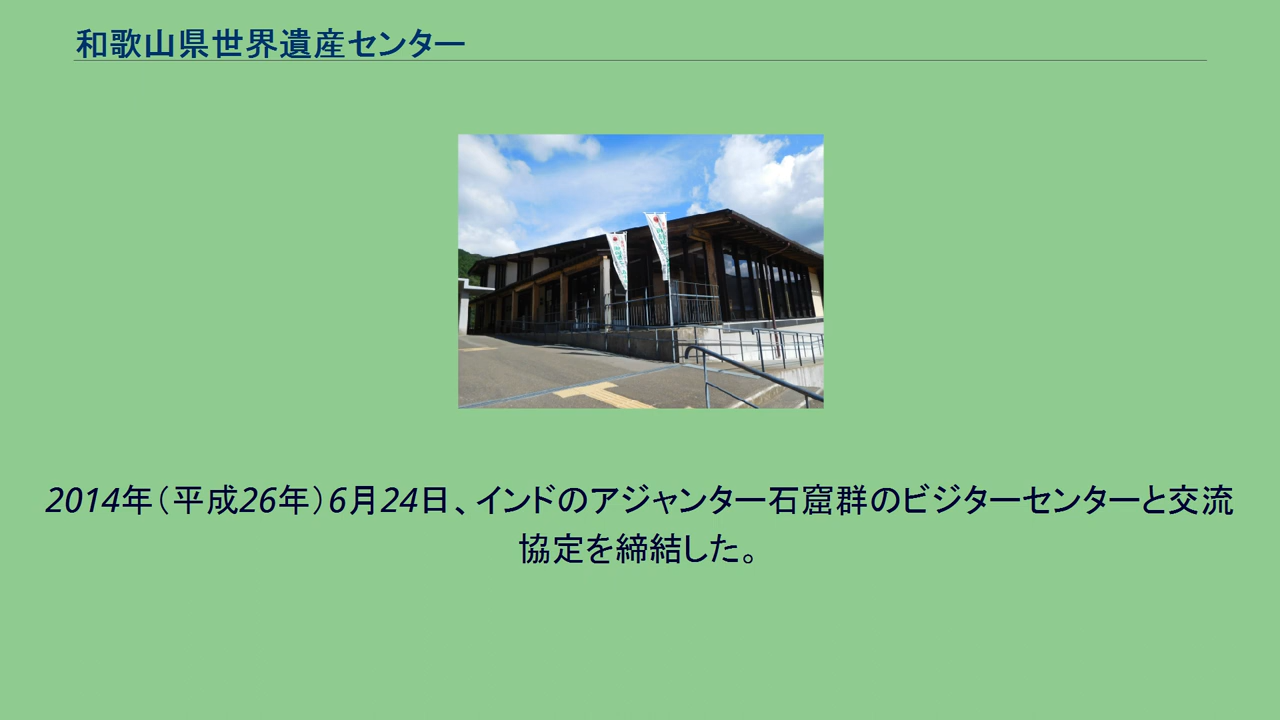 和歌山県世界遺産センター
2014年（平成26年）6月24日、インドのアジャンター石窟群のビジターセンターと交流
協定を締結した。